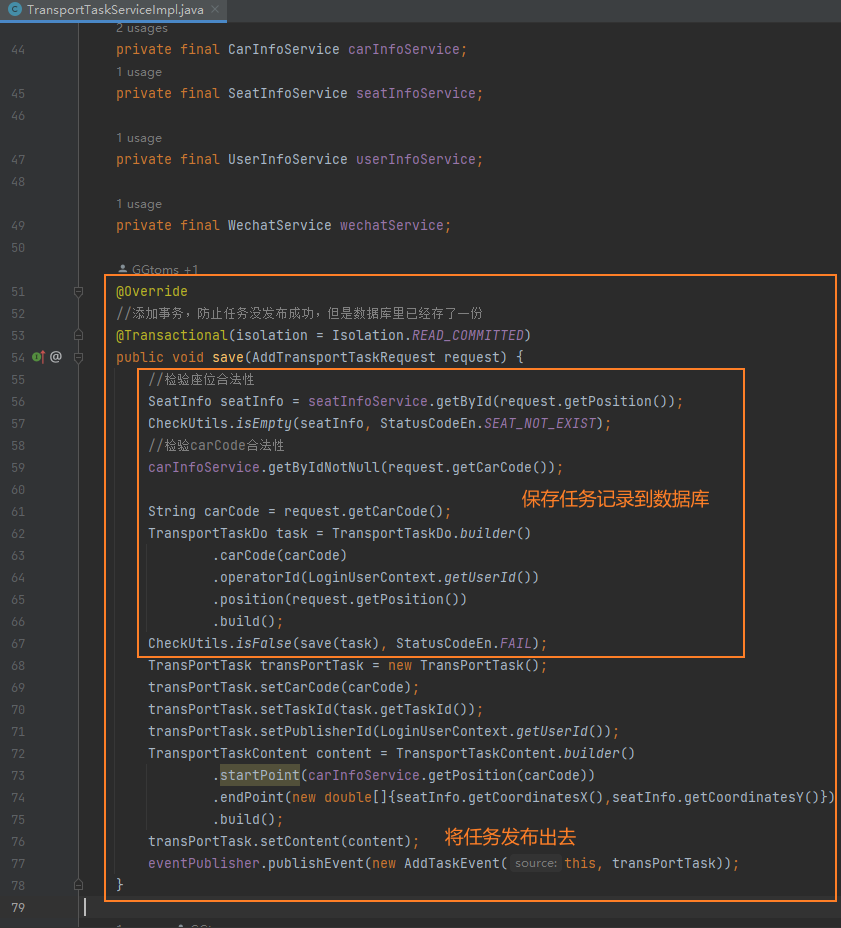 TransportTaskServiceImpl.java
2 usages
44 private final CarInfoService carInfoService;
1 usage
45 private final SeatInfoService seatInfoService;
46
1 usage
47 private final UserInfoService userInfoService;
48
1 usage
49 private final WechatService wechatService;
50
GGtoms +1
51 @Override
52 //添加事务，防止任务没发布成功，但是数据库里已经存了一份
53 @Transactional(isolation = Isolation.READ_COMMITTED)
54 @ public void save(AddTransportTaskRequest request) {
55 //检验座位合法性
56 SeatInfo seatInfo = seatInfoService.getById(request.getPosition());
57 CheckUtils.isEmpty(seatInfo, StatusCodeEn.SEAT_NOT_EXIST);
58 //检验carCode合法性
59 carInfoService.getByIdNotNull(request.getCarCode());
60
保存任务记录到数据库
61 String carCode = request.getCarCode();
62 TransportTaskDo task = TransportTaskDo.builder()
63 .carCode(carCode)
64 .operatorId(LoginUserContext.getUserId())
65 .position(request.getPosition())
66 .build();
67 CheckUtils.isFalse(save(task), StatusCodeEn.FAIL);
68 TransPortTask transPortTask = new TransPortTask();
69 transPortTask.setCarCode(carCode);
70 transPortTask.setTaskId(task.getTaskId());
71 transPortTask.setPublisherId(LoginUserContext.getUserId());
72 TransportTaskContent content = TransportTaskContent.builder()
73 .startPoint(carInfoService.getPosition(carCode))
74 .endPoint(new double[]{seatInfo.getCoordinatesX(),seatInfo.getCoordinatesY()})
75 .build();
76 transPortTask.setContent(content); 将任务发布出去
77 eventPublisher.publishEvent(new AddTaskEvent( source: this, transPortTask));
78 }
79